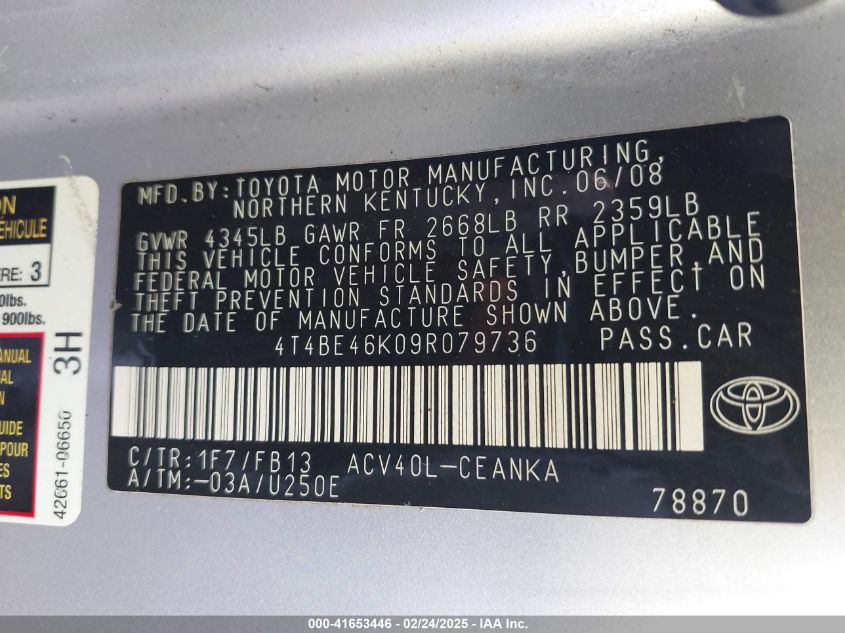 ON
VEHICULE
RE: 3
0lbs.
900lbs.
ANUAL
AL
N
GUIDE
POUR
ES
TS
3H
42661-06650
MFD.BY:TOYOTA MOTOR MANUFACTURING,
NORTHERN KENTUCKY,INC.06/08
GVWR 4345LB GAWR FR 2668LB RR 2359LB
THIS VEHICLE CONFORMS TO ALL APPLICABLE
FEDERAL MOTOR VEHICLE SAFETY,BUMPER,AND
THEFT PREVENTION STANDARDS IN EFFECT ON
THE DATE OF MANUFACTURE SHOWN ABOVE.
4T4BE46K09R079736 PASS.CAR
C/TR:1F7/FB13 ACV40L-CEANKA
A/TM:-03A/U250E
78870
000-41653446 - 02/24/2025 - IAA Inc.